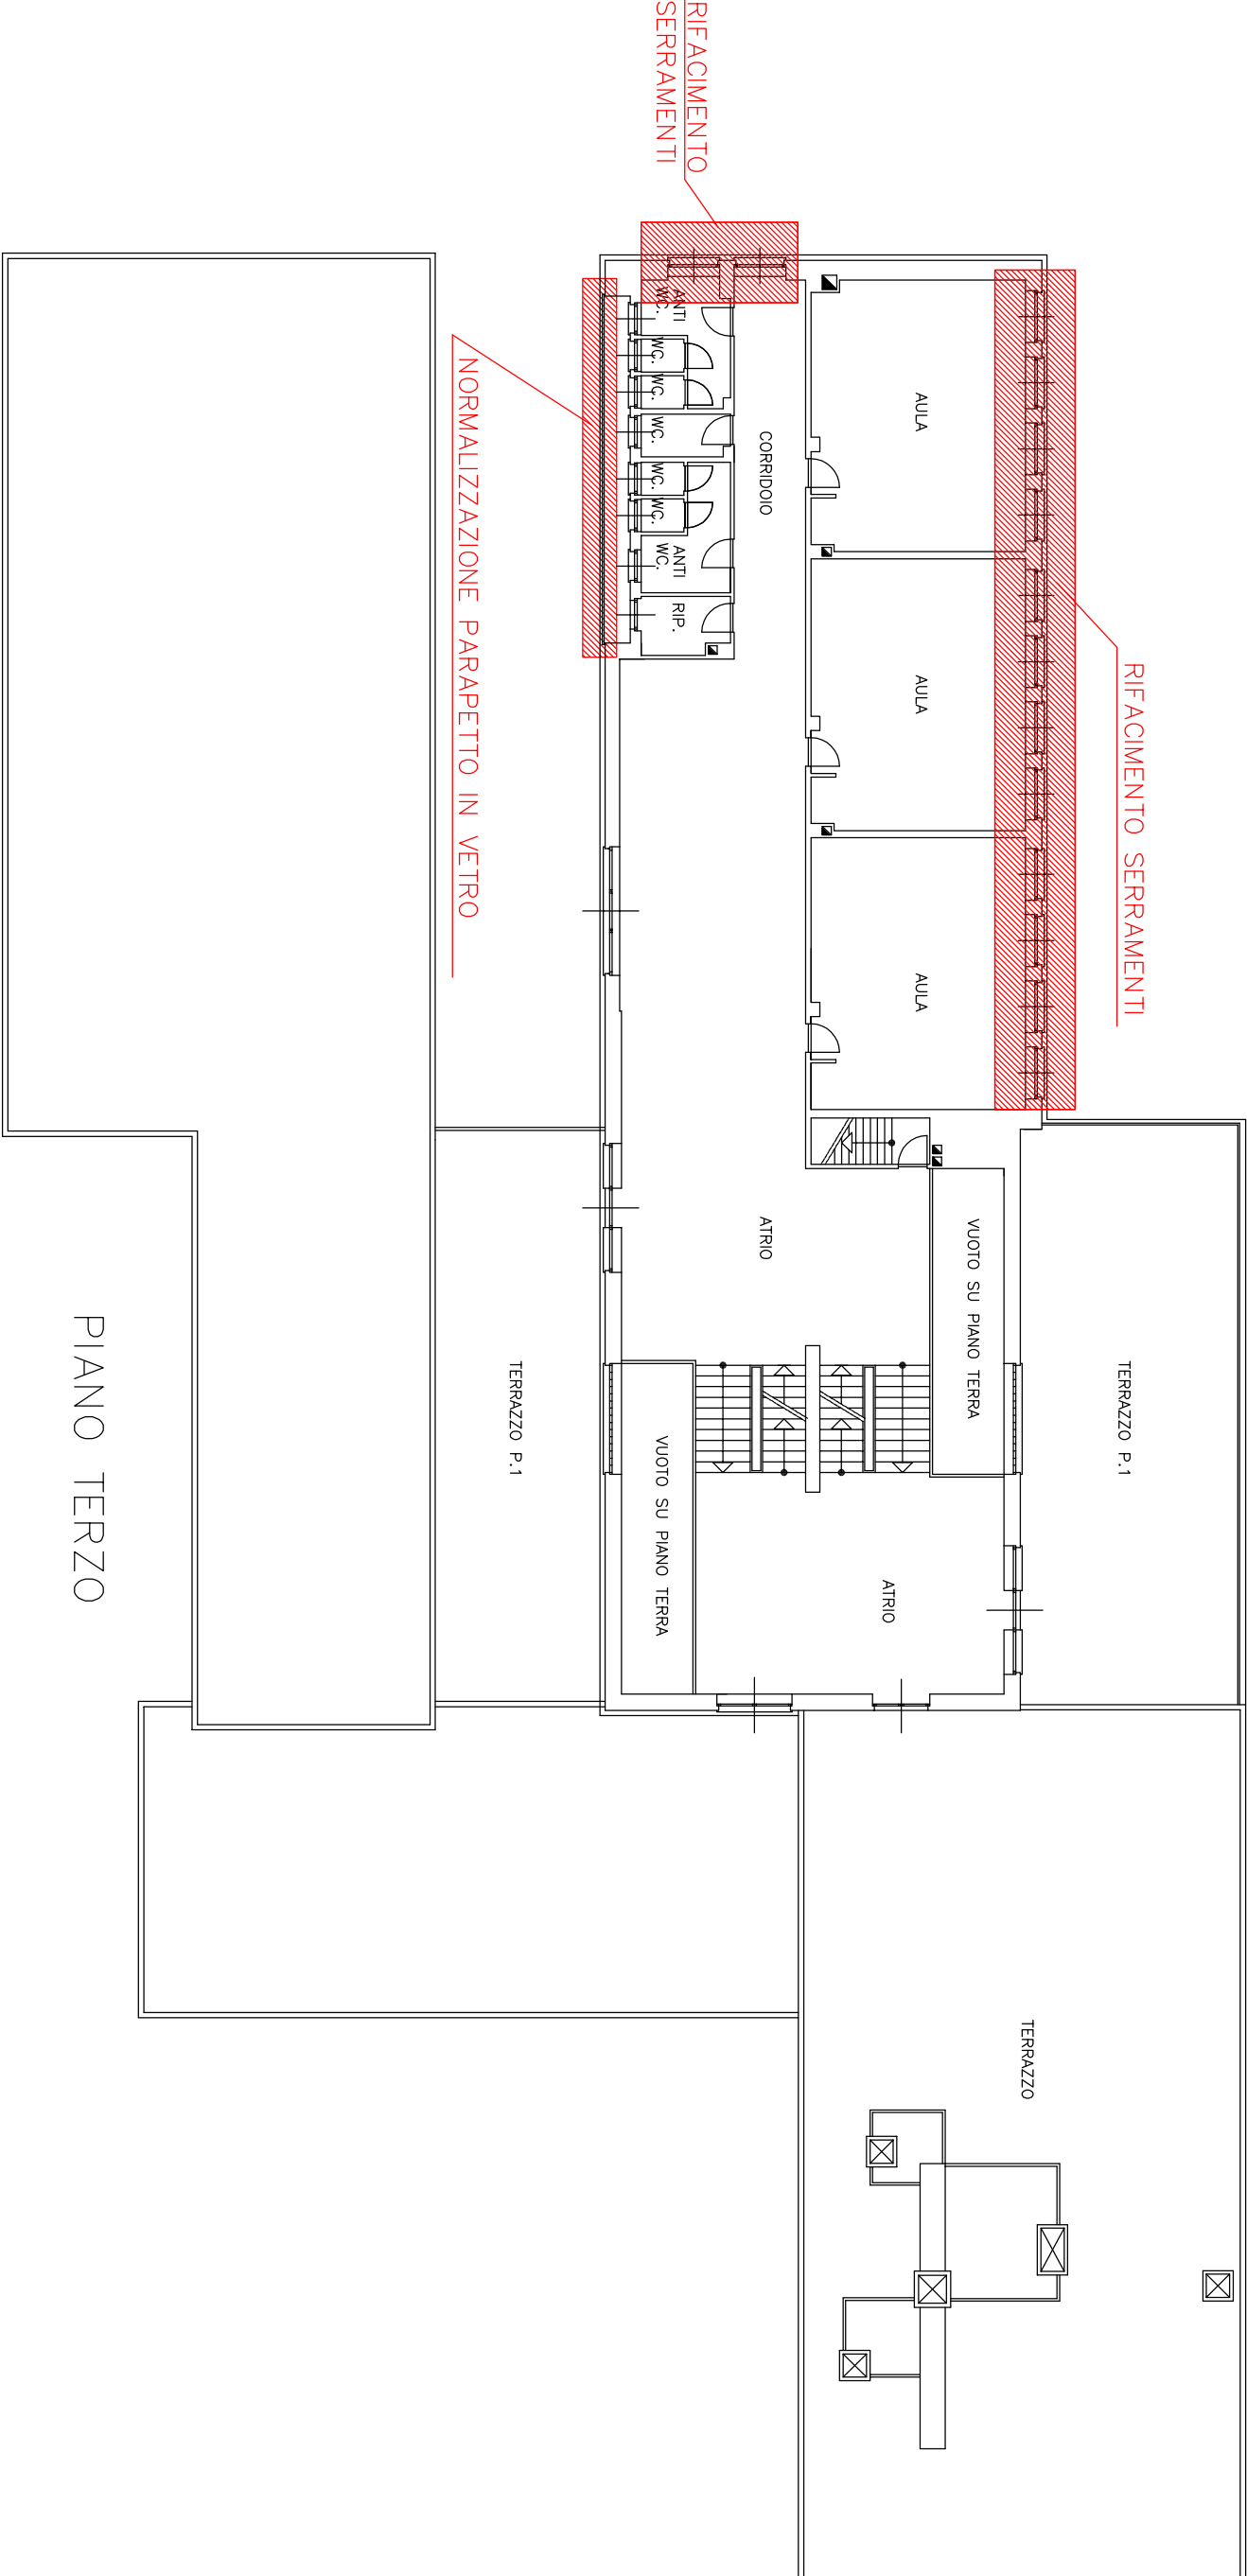 RIFACIMENTO SERRAMENTI
TERRAZZO P.1
TERRAZZO
AULA
AULA
AULA
VUOTO SU PIANO TERRA
ATRIO
CORRIDOIO
ATRIO
RIFACIMENTO
SERRAMENTI
ANTI
WC.
WC.
WC.
WC.
WC.
WC.
ANTI
WC.
RIP.
VUOTO SU PIANO TERRA
TERRAZZO P.1
NORMALIZZAZIONE PARAPETTO IN VETRO
PIANO TERZO